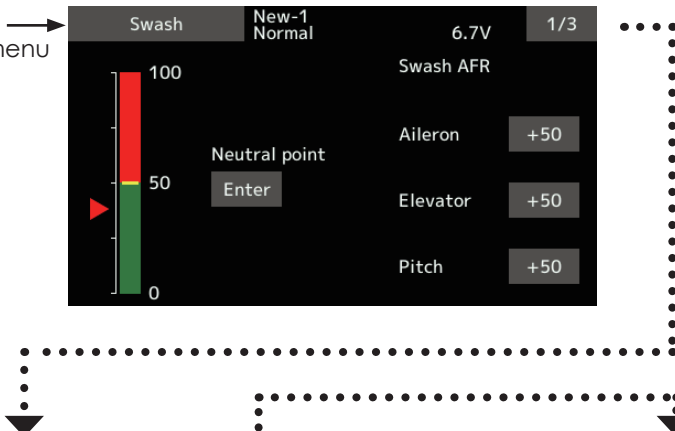 Swash
New-1
Normal
6.7V
1/3
menu
Swash AFR
100
Aileron
+50
Neutral point
50
Enter
Elevator
+50
Pitch
+50
0